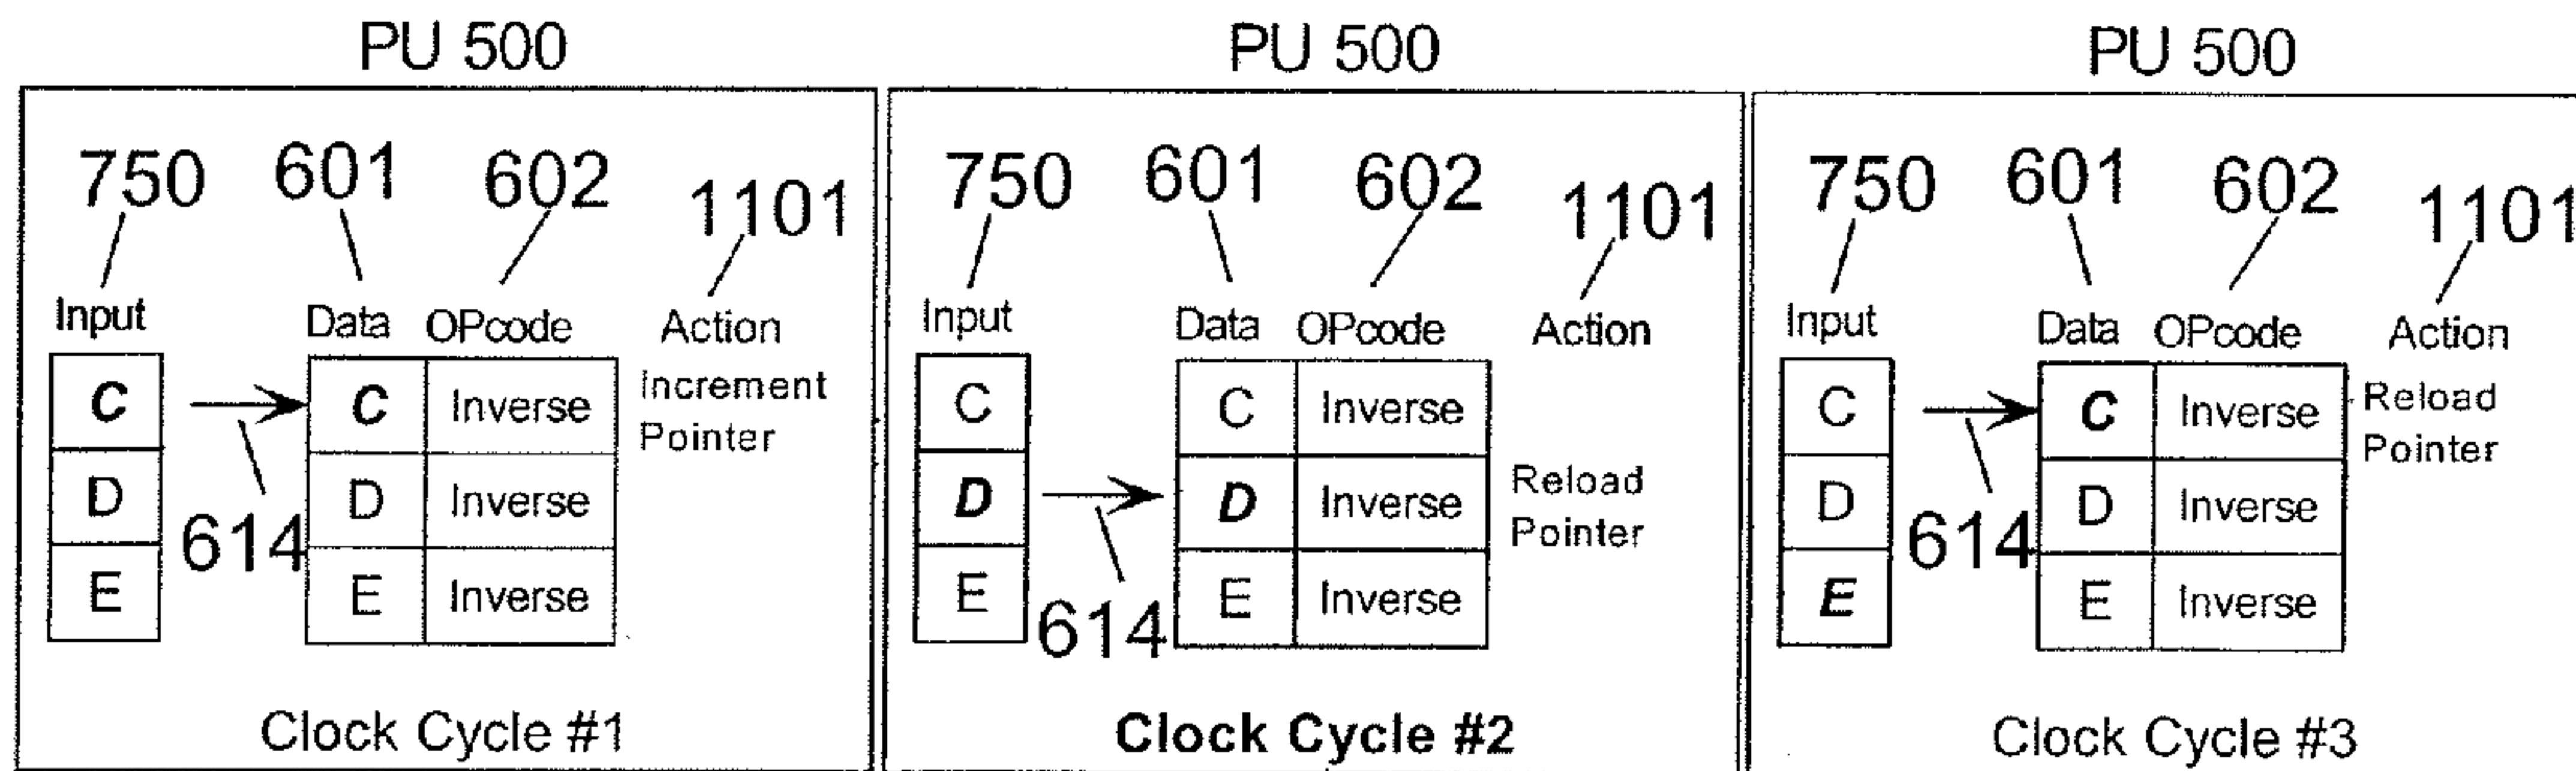 PU 500
750 601 602 1101
Input Data OPcode Action
C C Inverse Increment
Pointer
D D Inverse
614
E E Inverse
Clock Cycle #1
PU 500
750 601 602 1101
Input Data OPcode Action
C C Inverse
D D Inverse Reload
Pointer
E E Inverse
614
Clock Cycle #2
PU 500
750 601 602 1101
Input Data OPcode Action
C C Inverse Reload
Pointer
D D Inverse
614
E E Inverse
Clock Cycle #3